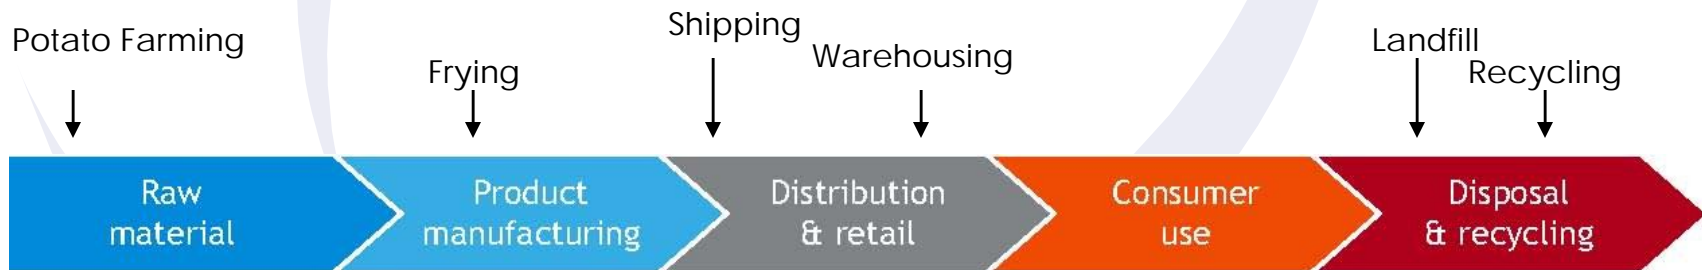 Potato Farming
Frying
Shipping
Warehousing
Landfill
Recycling
Raw
material
Product
manufacturing
Distribution
& retail
Consumer
use
Disposal
& recycling